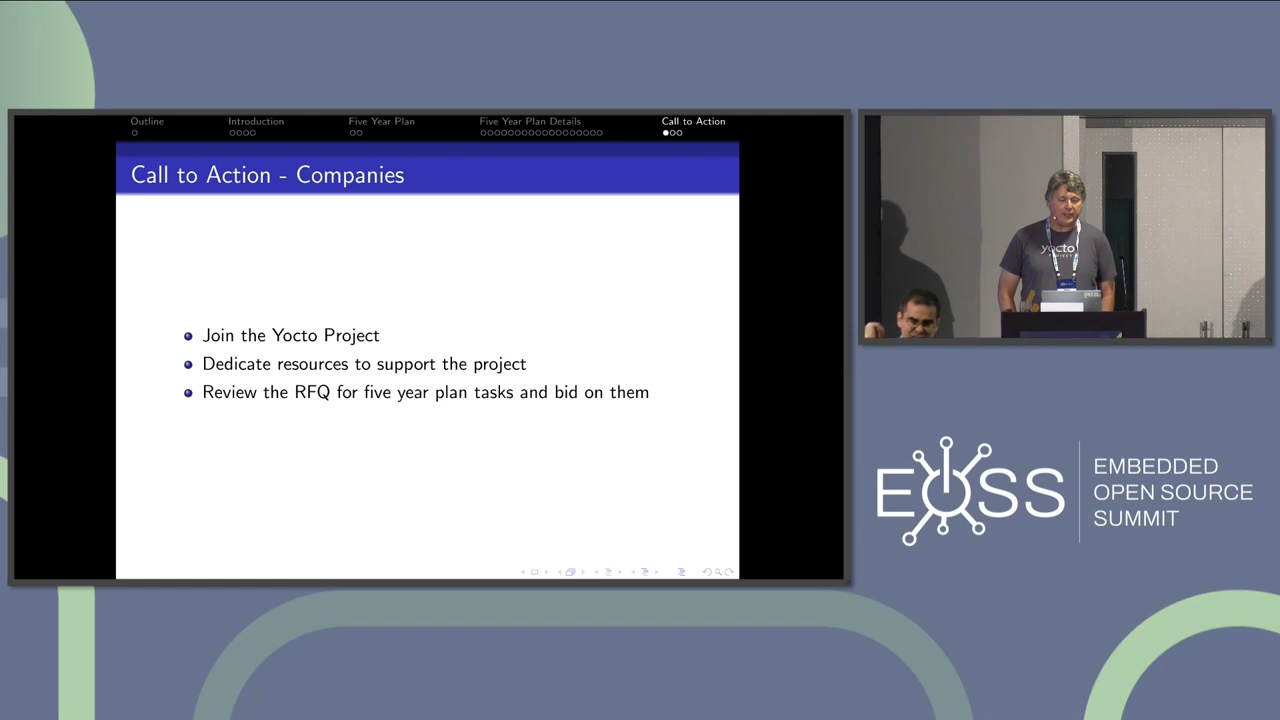 Outline
Introduction
Five Year Plan
Five Year Plan Details
Call to Action
Call to Action - Companies
Join the Yocto Project
Dedicate resources to support the project
Review the RFQ for five year plan tasks and bid on them
yocto
PROJECT
EOSS
EMBEDDED
OPEN SOURCE
SUMMIT